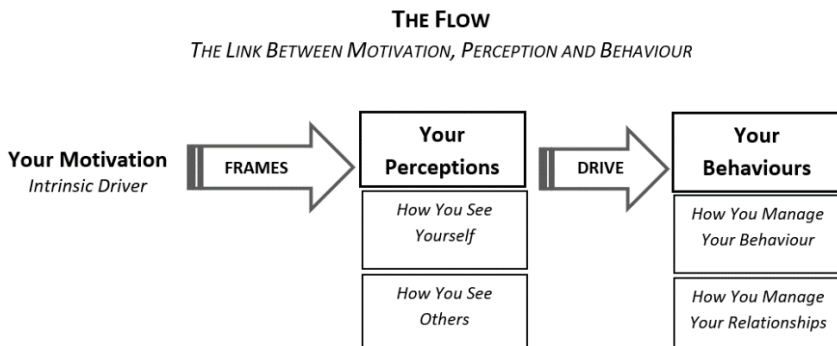 THE FLOW
THE LINK BETWEEN MOTIVATION, PERCEPTION AND BEHAVIOUR
Your Motivation
Intrinsic Driver
FRAMES
Your
Perceptions
How You See
Yourself
How You See
Others
DRIVE
Your
Behaviours
How You Manage
Your Behaviour
How You Manage
Your Relationships